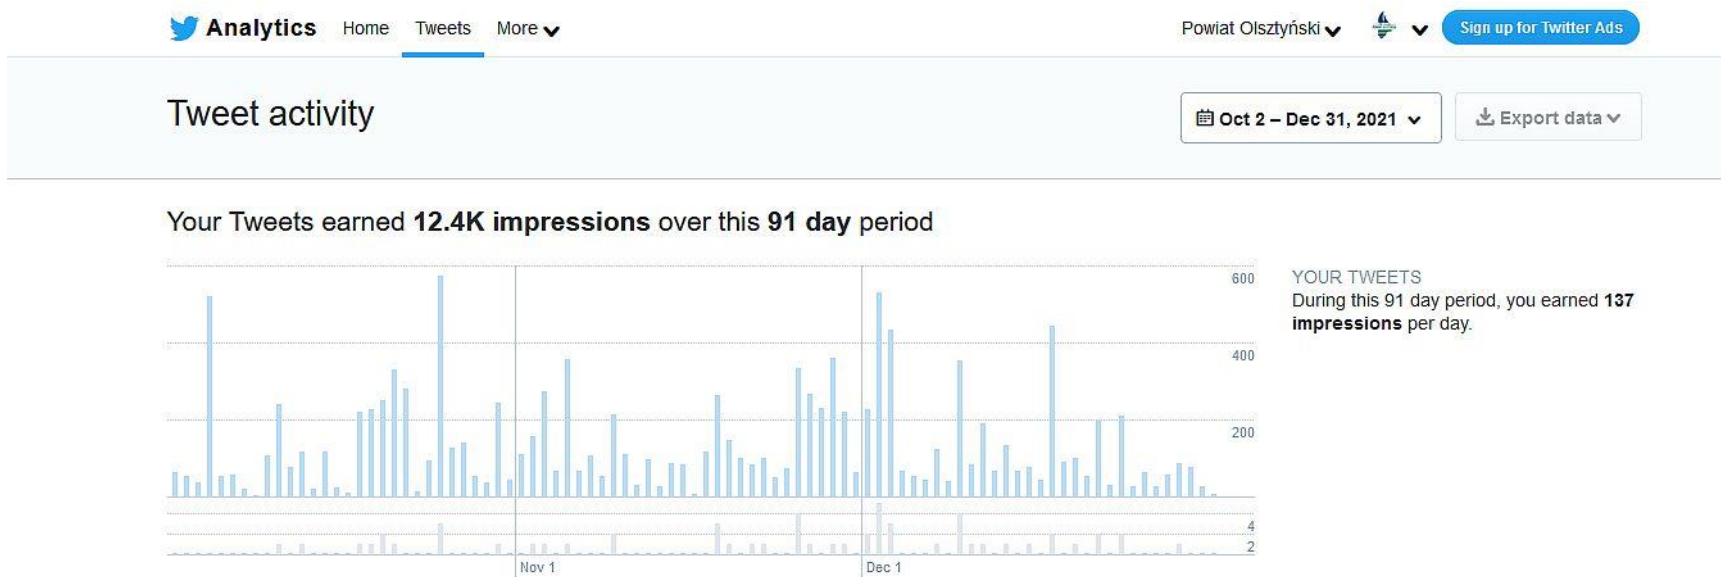 Analytics Home Tweets More Powiat Olsztyński Sign up for Twitter Ads
Tweet activity
Oct 2 – Dec 31, 2021 Export data
Your Tweets earned 12.4K impressions over this 91 day period
600
400
200
4
2
Nov 1
Dec 1
YOUR TWEETS
During this 91 day period, you earned 137
impressions per day.